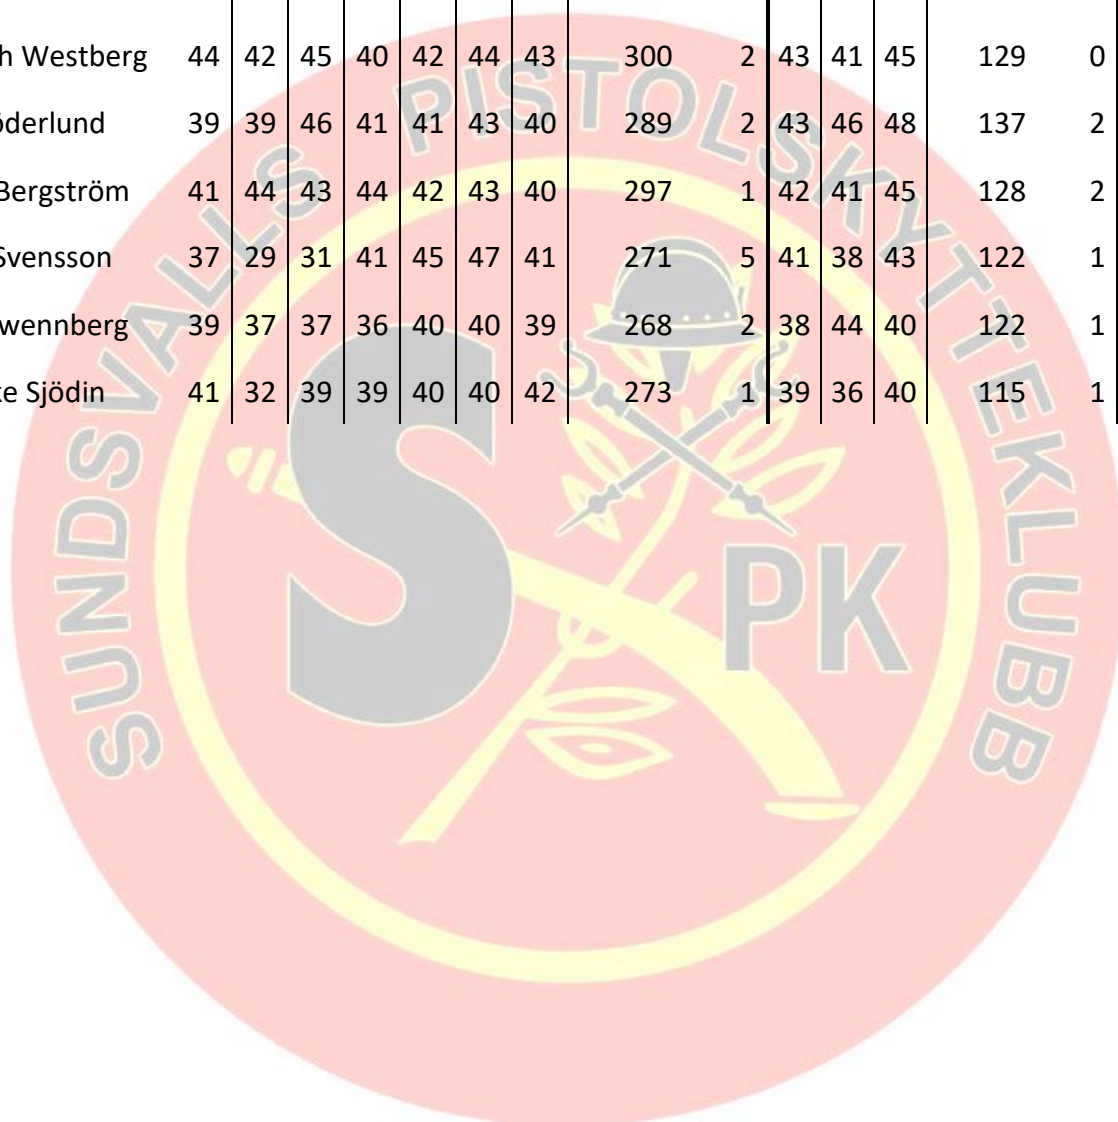 h Westberg 44 42 45 40 42 44 43 300 2 43 41 45 129 0
öderlund 39 39 46 41 41 43 40 289 2 43 46 48 137 2
Bergström 41 44 43 44 42 43 40 297 1 42 41 45 128 2
Svensson 37 29 31 41 45 47 41 271 5 41 38 43 122 1
wennberg 39 37 37 36 40 40 39 268 2 38 44 40 122 1
ke Sjödin 41 32 39 39 40 40 42 273 1 39 36 40 115 1
SUNDSVALLS PISTOLSKYTTEKLUBB
S PK